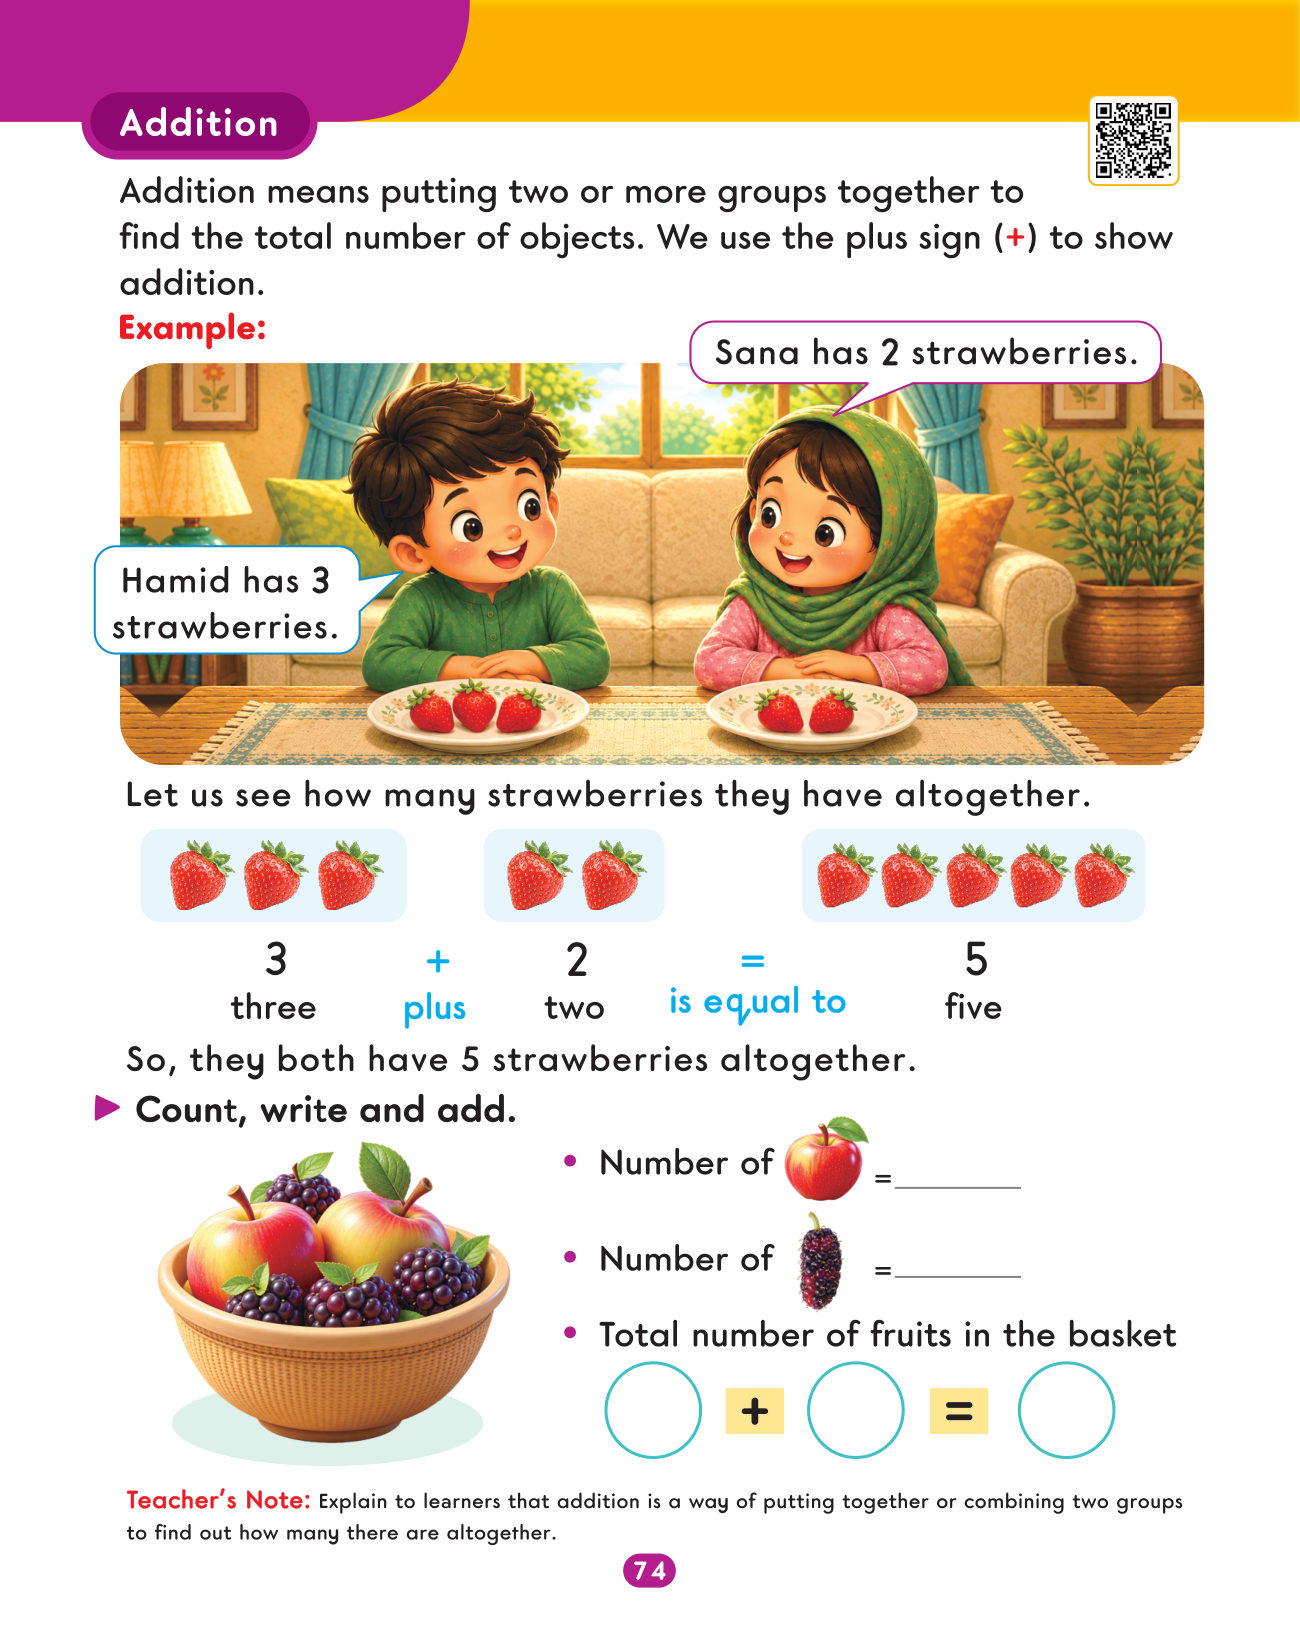 Addition
Addition means putting two or more groups together to
find the total number of objects. We use the plus sign (+) to show
addition.
Example:
Sana has 2 strawberries.
Hamid has 3
strawberries.
Let us see how many strawberries they have altogether.
3 + 2 = 5
three plus two is equal to five
So, they both have 5 strawberries altogether.
Count, write and add.
• Number of =________
• Number of =________
• Total number of fruits in the basket
+ =
Teacher's Note: Explain to learners that addition is a way of putting together or combining two groups
to find out how many there are altogether.
74